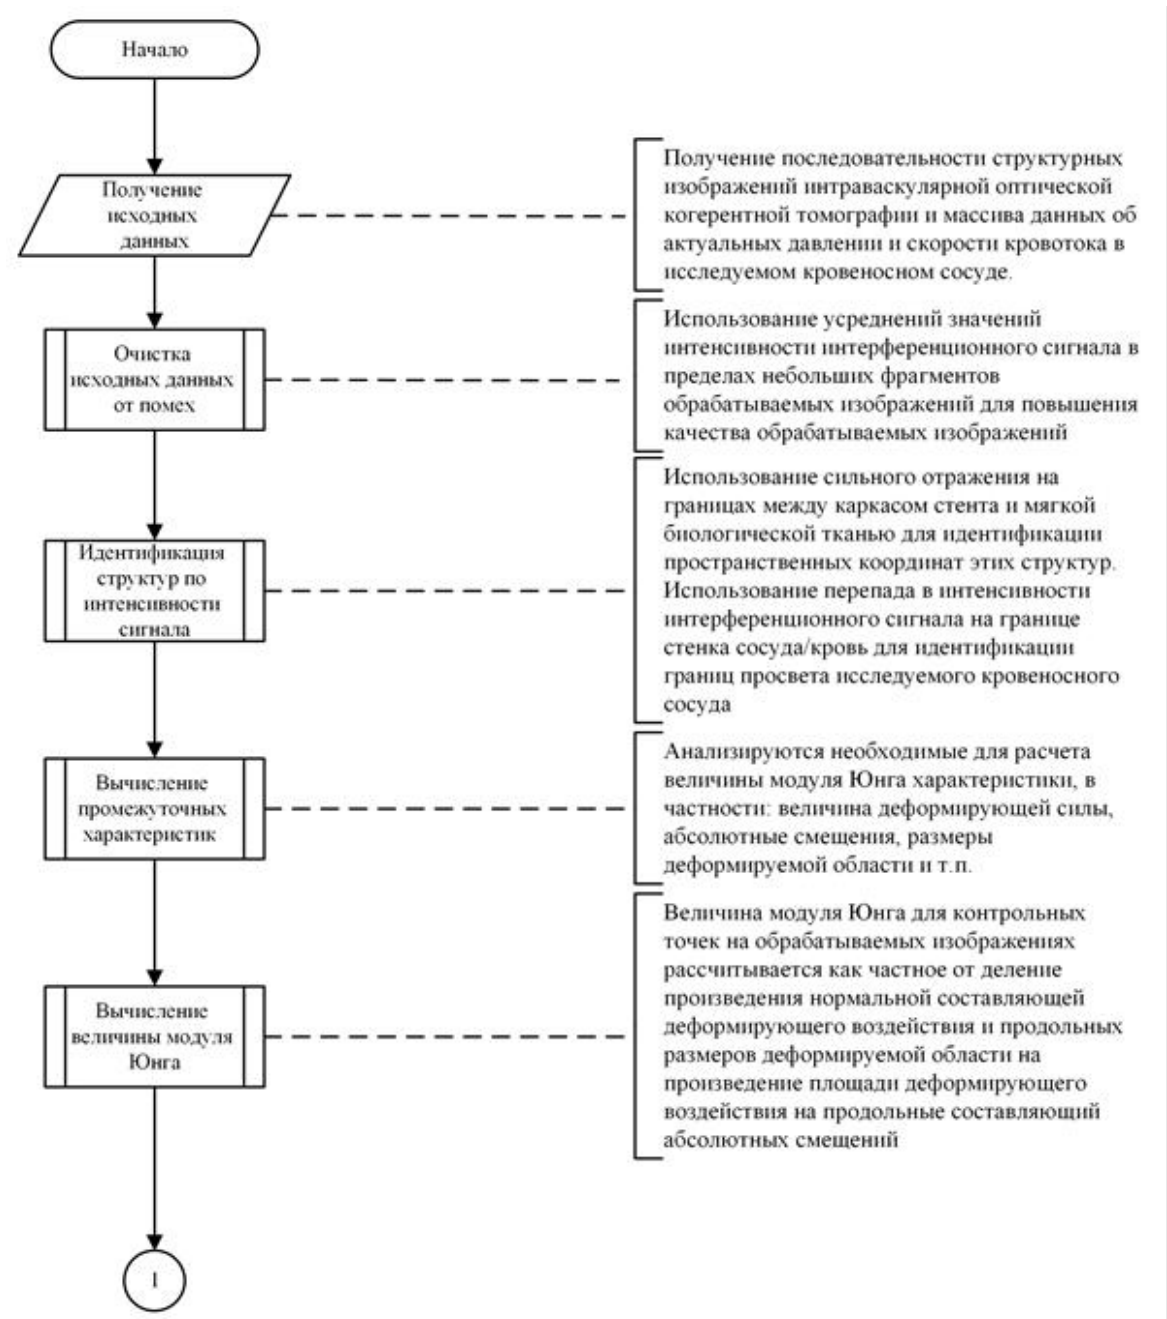 Начало
Получение
исходных
данных
Получение последовательности структурных
изображений интраваскулярной оптической
когерентной томографии и массива данных об
актуальных давлении и скорости кровотока в
исследуемом кровеносном сосуде.
Очистка
исходных данных
от помех
Использование усреднений значений
интенсивности интерференционного сигнала в
пределах небольших фрагментов
обрабатываемых изображений для повышения
качества обрабатываемых изображений
Идентификация
структур по
интенсивности
сигнала
Использование сильного отражения на
границах между каркасом стента и мягкой
биологической тканью для идентификации
пространственных координат этих структур.
Использование перепада в интенсивности
интерференционного сигнала на границе
стенка сосуда/кровь для идентификации
границ просвета исследуемого кровеносного
сосуда
Вычисление
промежуточных
характеристик
Анализируются необходимые для расчета
величины модуля Юнга характеристики, в
частности: величина деформирующей силы,
абсолютные смещения, размеры
деформируемой области и т.п.
Вычисление
величины модуля
Юнга
Величина модуля Юнга для контрольных
точек на обрабатываемых изображениях
рассчитывается как частное от деление
произведения нормальной составляющей
деформирующего воздействия и продольных
размеров деформируемой области на
произведение площади деформирующего
воздействия на продольные составляющий
абсолютных смещений
1